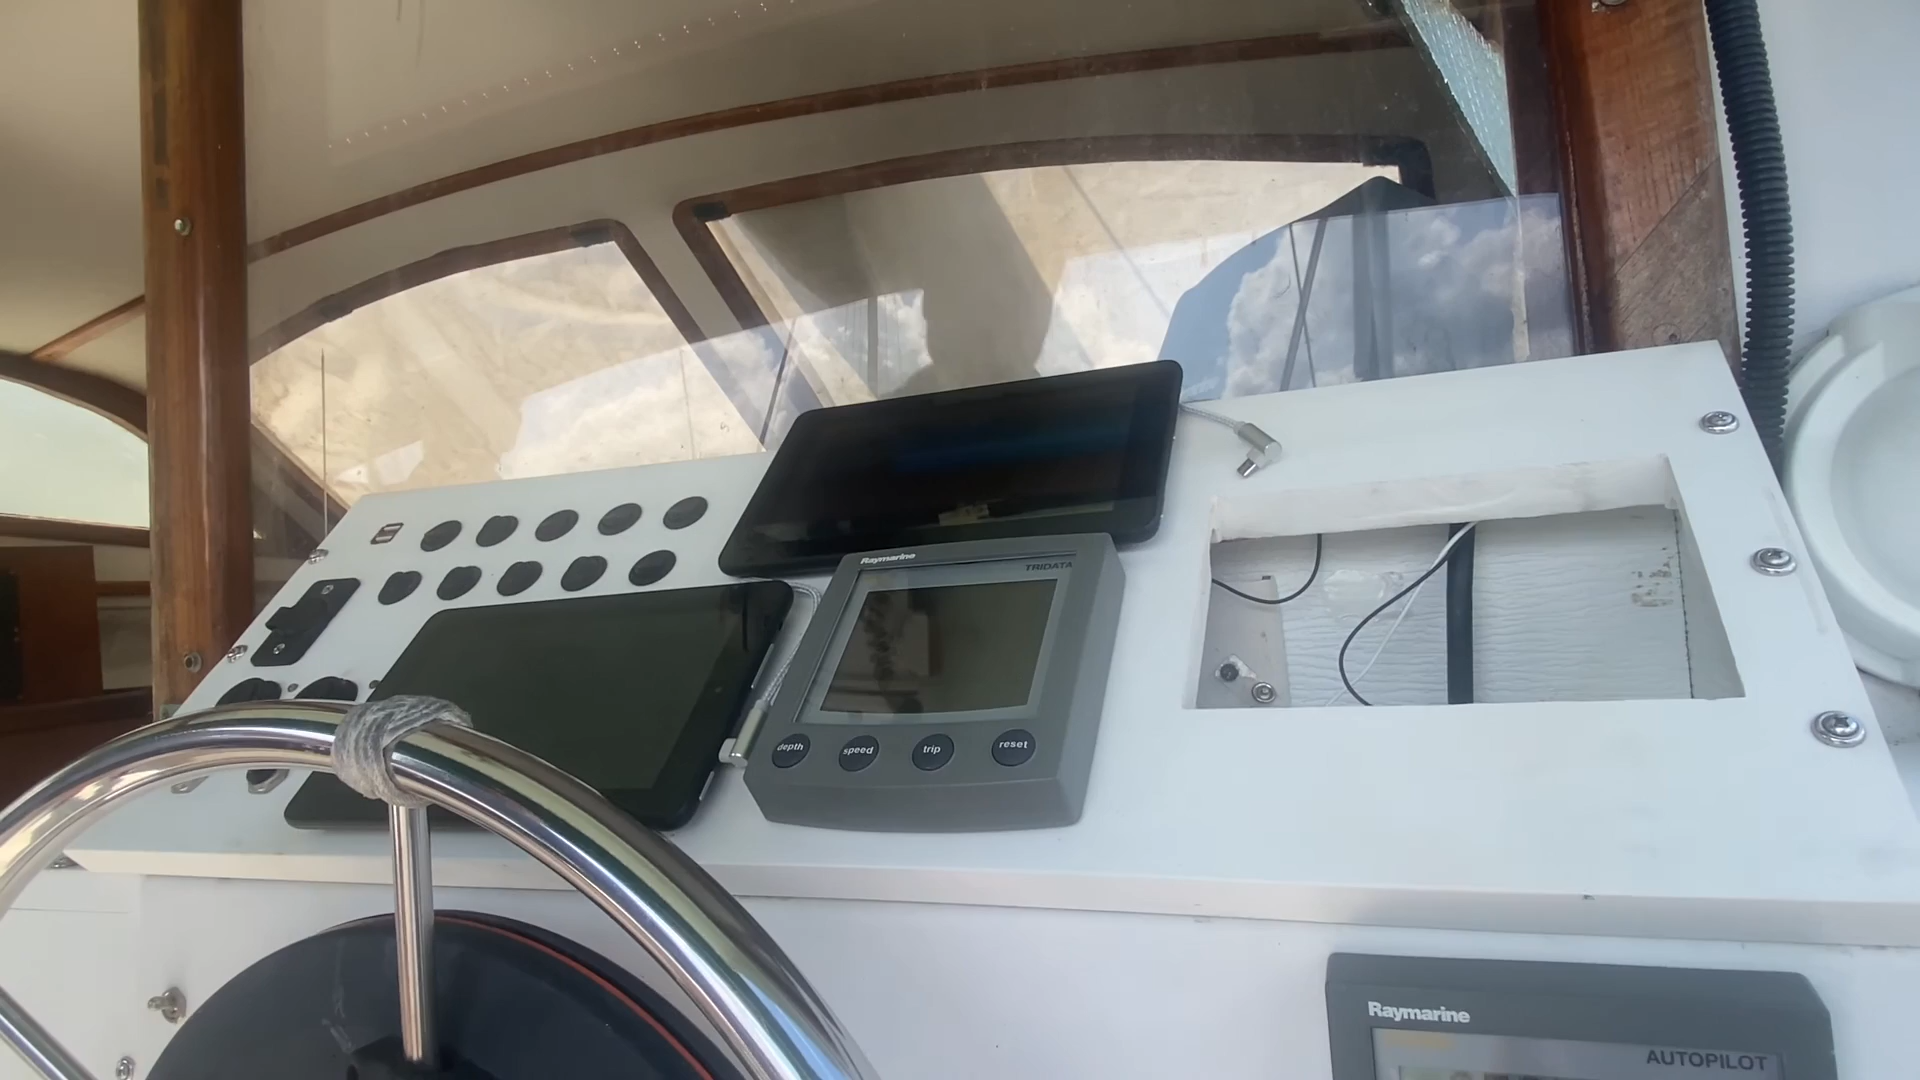 Raymarine
TRIDATA
depth
speed
trip
reset
Raymarine
AUTOPILOT